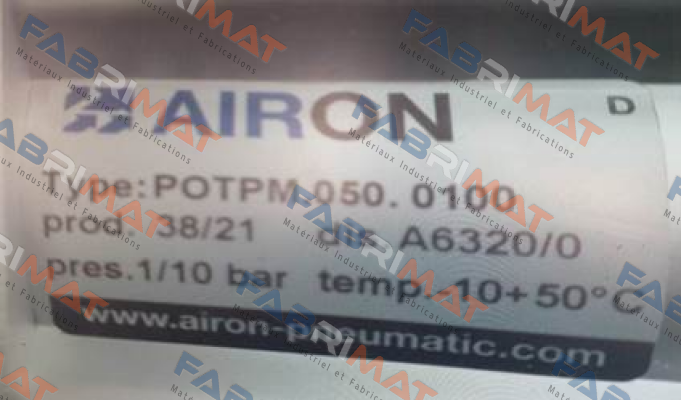 AIRON
D
Type:POTPM.050.0100
prod. 38/21 A6320/0
pres.1/10 bar temp.-10+50°C
www.airon-pneumatic.com
FABRIMAT
Materiaux Industriel et Fabrications